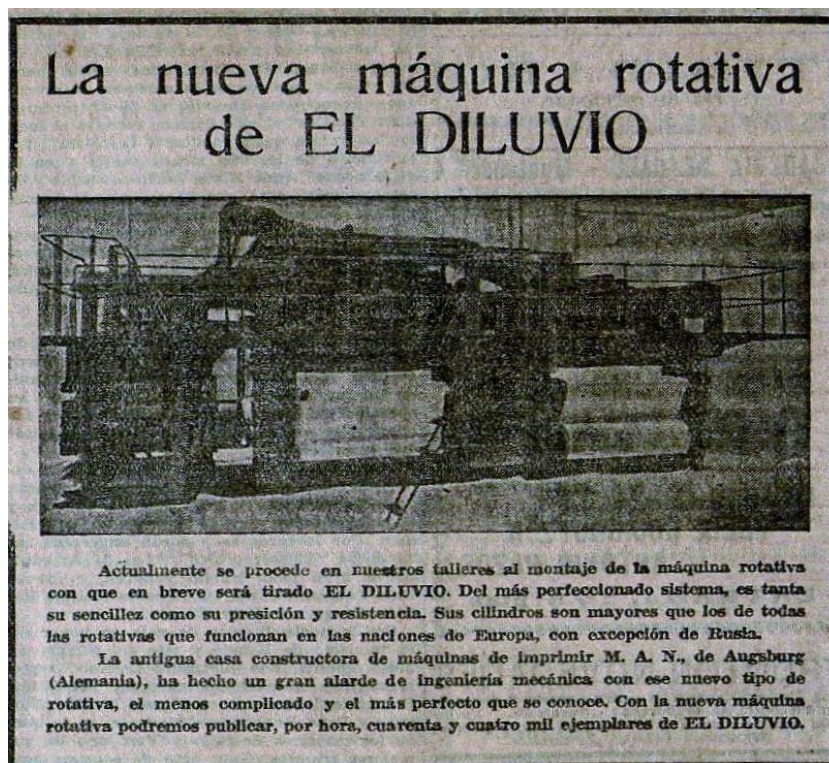 La nueva máquina rotativa
de EL DILUVIO
Actualmente se procede en nuestros talleres al montaje de la máquina rotativa
con que en breve será tirado EL DILUVIO. Del más perfeccionado sistema, es tanta
su sencillez como su presición y resistencia. Sus cilindros son mayores que los de todas
las rotativas que funcionan en las naciones de Europa, con excepción de Rusia.
La antigua casa constructora de máquinas de imprimir M. A. N., de Augsburg
(Alemania), ha hecho un gran alarde de ingeniería mecánica con ese nuevo tipo de
rotativa, el menos complicado y el más perfecto que se conoce. Con la nueva máquina
rotativa podremos publicar, por hora, cuarenta y cuatro mil ejemplares de EL DILUVIO.